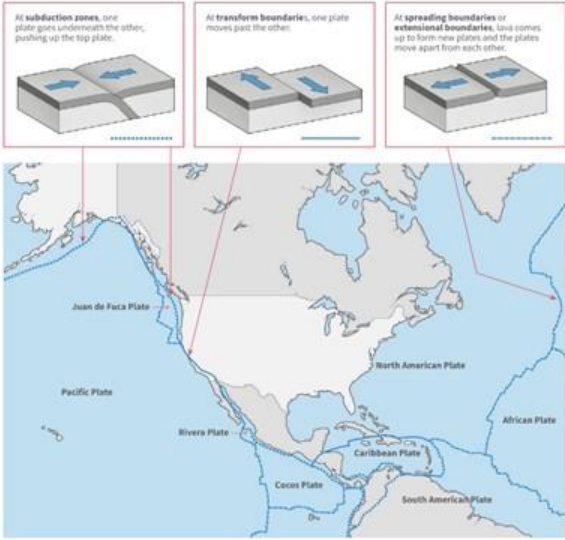 At subduction zones, one
plate goes underneath the other,
pushing up the top plate.
At transform boundaries, one plate
moves past the other.
At spreading boundaries or
extensional boundaries, lava comes
up to form new plates and the plates
move apart from each other.
Juan de Fuca Plate
North American Plate
Pacific Plate
African Plate
Rivera Plate
Caribbean Plate
Cocos Plate
South American Plate